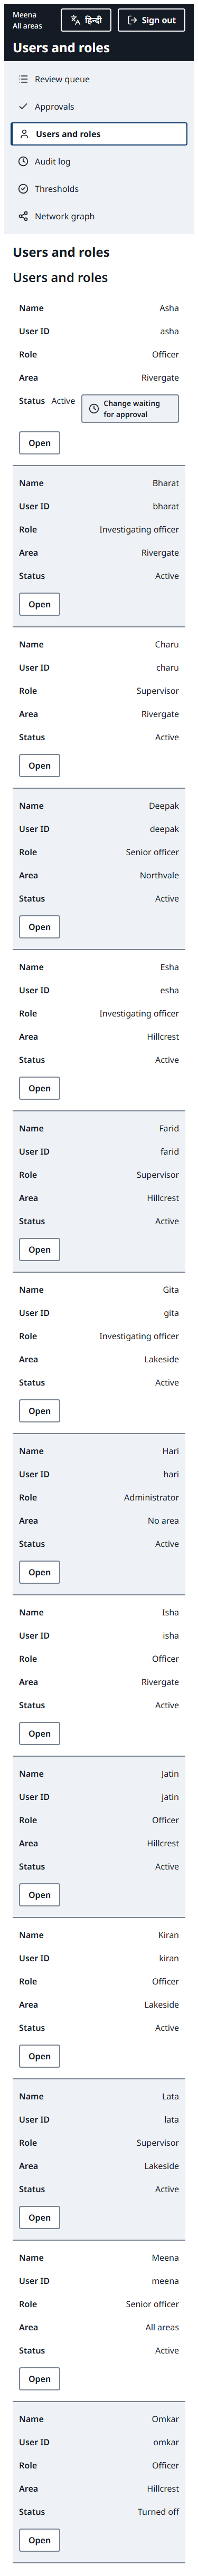 Meena
All areas
हिन्दी
Sign out
Users and roles
Review queue
Approvals
Users and roles
Audit log
Thresholds
Network graph
Users and roles
Users and roles
Name Asha
User ID asha
Role Officer
Area Rivergate
Status Active Change waiting
for approval
Open
Name Bharat
User ID bharat
Role Investigating officer
Area Rivergate
Status Active
Open
Name Charu
User ID charu
Role Supervisor
Area Rivergate
Status Active
Open
Name Deepak
User ID deepak
Role Senior officer
Area Northvale
Status Active
Open
Name Esha
User ID esha
Role Investigating officer
Area Hillcrest
Status Active
Open
Name Farid
User ID farid
Role Supervisor
Area Hillcrest
Status Active
Open
Name Gita
User ID gita
Role Investigating officer
Area Lakeside
Status Active
Open
Name Hari
User ID hari
Role Administrator
Area No area
Status Active
Open
Name Isha
User ID isha
Role Officer
Area Rivergate
Status Active
Open
Name Jatin
User ID jatin
Role Officer
Area Hillcrest
Status Active
Open
Name Kiran
User ID kiran
Role Officer
Area Lakeside
Status Active
Open
Name Lata
User ID lata
Role Supervisor
Area Lakeside
Status Active
Open
Name Meena
User ID meena
Role Senior officer
Area All areas
Status Active
Open
Name Omkar
User ID omkar
Role Officer
Area Hillcrest
Status Turned off
Open